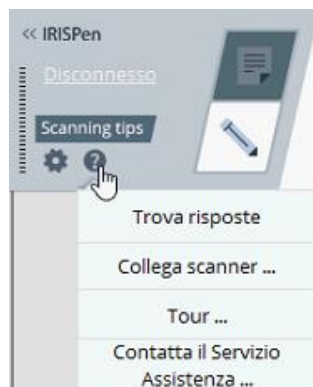 << IRISPen
Disconnesso
Scanning tips
Trova risposte
Collega scanner ...
Tour ...
Contatta il Servizio
Assistenza ...